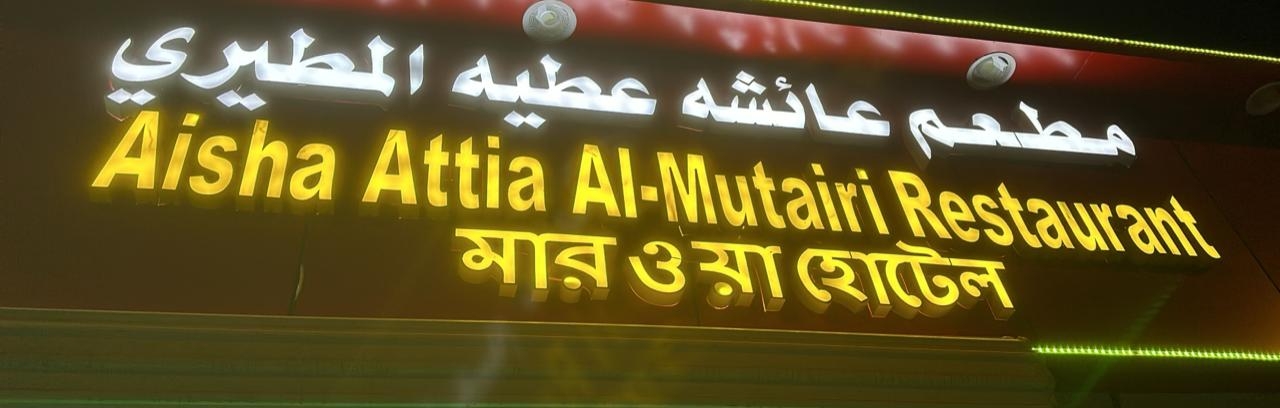 مطعم عائشه عطيه المطيري
Aisha Attia Al-Mutairi Restaurant
মার ওয়া হোটেল